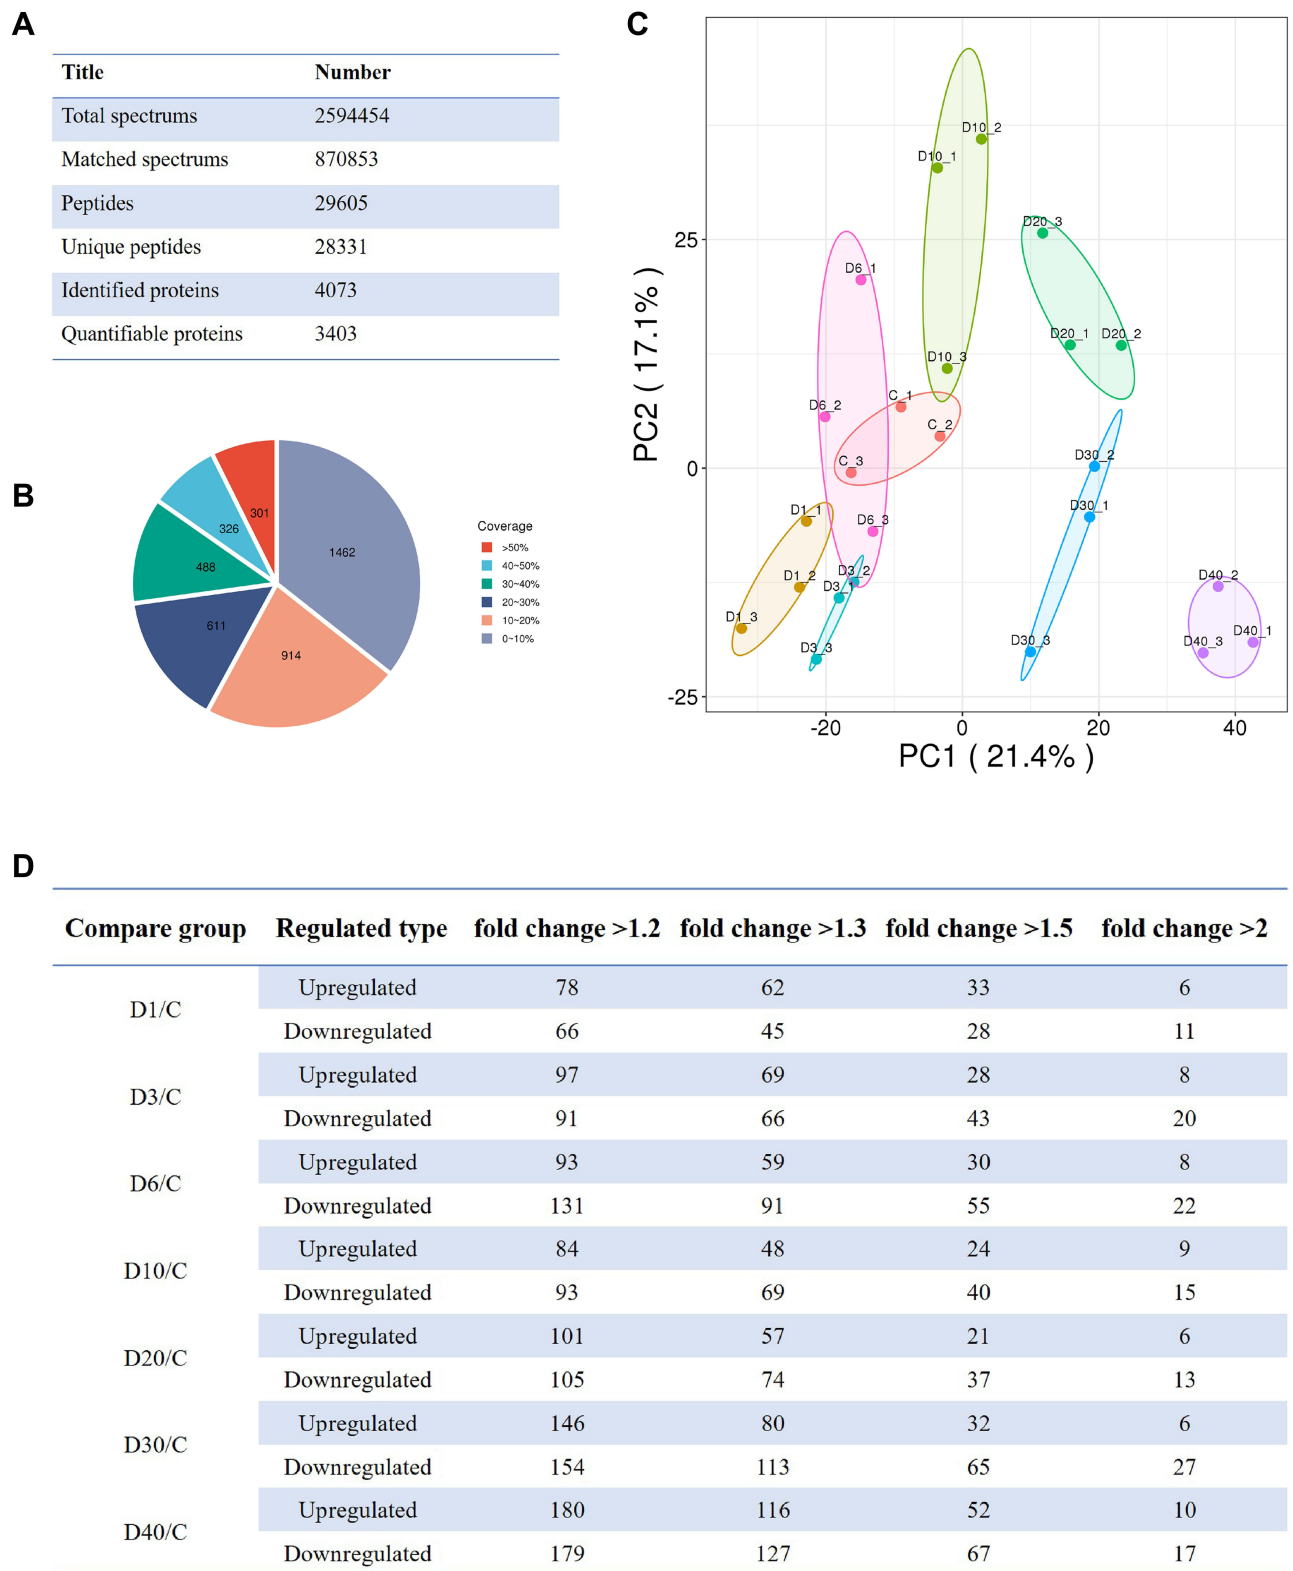 A
Title Number
Total spectrums 2594454
Matched spectrums 870853
Peptides 29605
Unique peptides 28331
Identified proteins 4073
Quantifiable proteins 3403
B
301
326
488
611
914
1462
Coverage
>50%
40~50%
30~40%
20~30%
10~20%
0~10%
C
PC2 ( 17.1% )
25
0
-25
D10_2
D10_1
D20_3
D6_1
D20_1 D20_2
D10_3
C_1
D6_2
C_2
D30_2
C_3
D30_1
D1_1
D6_3
D3_2
D40_2
D1_2
D3_1
D1_3
D40_1
D30_3
D40_3
D3_3
-20 0 20 40
PC1 ( 21.4% )
D
Compare group Regulated type fold change >1.2 fold change >1.3 fold change >1.5 fold change >2
D1/C
Upregulated 78 62 33 6
Downregulated 66 45 28 11
D3/C
Upregulated 97 69 28 8
Downregulated 91 66 43 20
D6/C
Upregulated 93 59 30 8
Downregulated 131 91 55 22
D10/C
Upregulated 84 48 24 9
Downregulated 93 69 40 15
D20/C
Upregulated 101 57 21 6
Downregulated 105 74 37 13
D30/C
Upregulated 146 80 32 6
Downregulated 154 113 65 27
D40/C
Upregulated 180 116 52 10
Downregulated 179 127 67 17